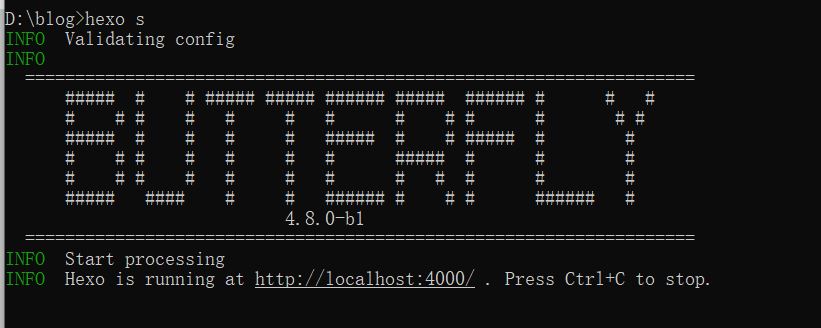 D:\blog>hexo s
INFO  Validating config
INFO
===================================================================
BUTTERFLY
4.8.0-b1
===================================================================
INFO  Start processing
INFO  Hexo is running at http://localhost:4000/ . Press Ctrl+C to stop.